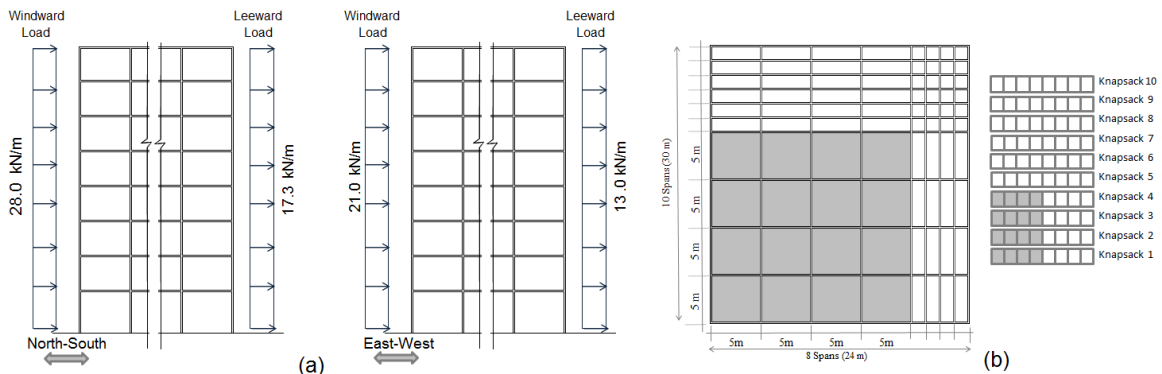 Windward
Load
Leeward
Load
28.0 kN/m
17.3 kN/m
North-South
(a)
Windward
Load
Leeward
Load
21.0 kN/m
13 .0 kN/m
East-West
10 Spans (30 m)
5 m
5 m
5 m
5 m
5m
5m
5m
5m
8 Spans (24 m)
(b)
Knapsack 10
Knapsack 9
Knapsack 8
Knapsack 7
Knapsack 6
Knapsack 5
Knapsack 4
Knapsack 3
Knapsack 2
Knapsack 1